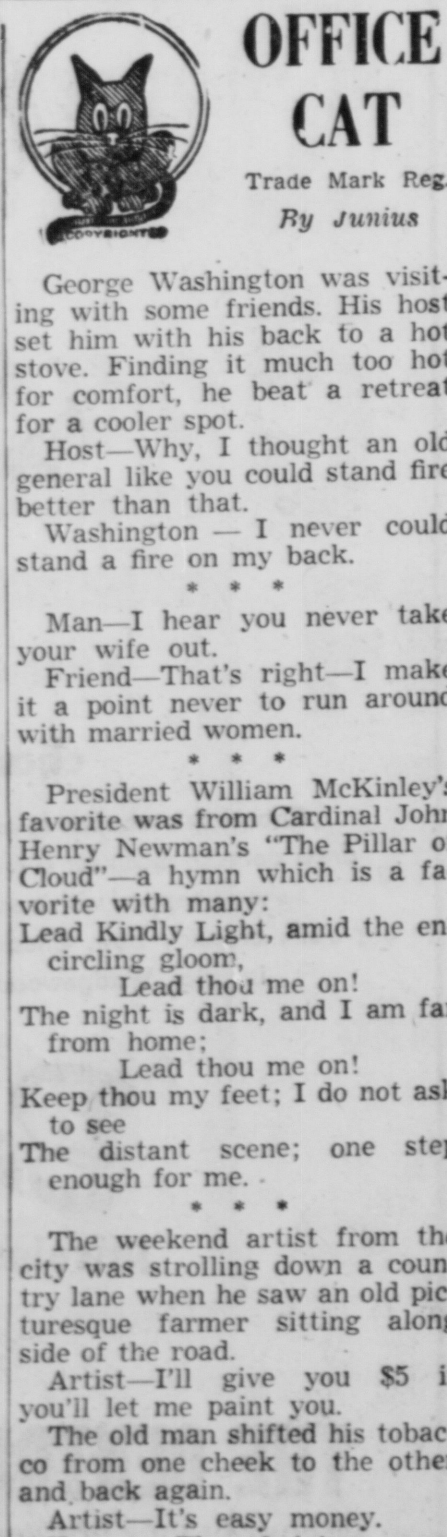 OFFICE
CAT
Trade Mark Reg.
By Junius
COPYRIGHTED
George Washington was visit-
ing with some friends. His host
set him with his back to a hot
stove. Finding it much too hot
for comfort, he beat a retreat
for a cooler spot.
Host—Why, I thought an old
general like you could stand fire
better than that.
Washington — I never could
stand a fire on my back.
* * *
Man—I hear you never take
your wife out.
Friend—That's right—I make
it a point never to run around
with married women.
* * *
President William McKinley's
favorite was from Cardinal John
Henry Newman's "The Pillar of
Cloud"—a hymn which is a fa-
vorite with many:
Lead Kindly Light, amid the en-
circling gloom,
Lead thou me on!
The night is dark, and I am far
from home;
Lead thou me on!
Keep thou my feet; I do not ask
to see
The distant scene; one step
enough for me.
* * *
The weekend artist from the
city was strolling down a coun-
try lane when he saw an old pic-
turesque farmer sitting along
side of the road.
Artist—I'll give you $5 if
you'll let me paint you.
The old man shifted his tobac-
co from one cheek to the other
and back again.
Artist—It's easy money.